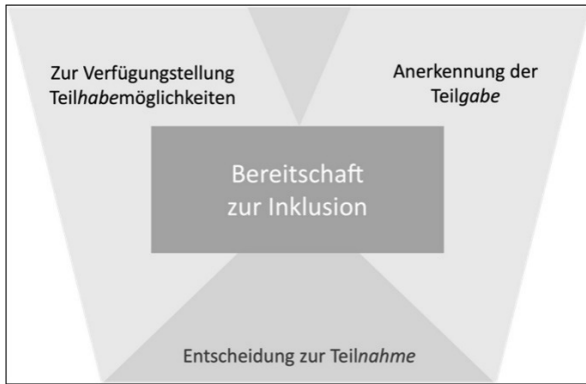 Zur Verfügungstellung
Teilhabemöglichkeiten
Anerkennung der
Teilgabe
Bereitschaft
zur Inklusion
Entscheidung zur Teilnahme